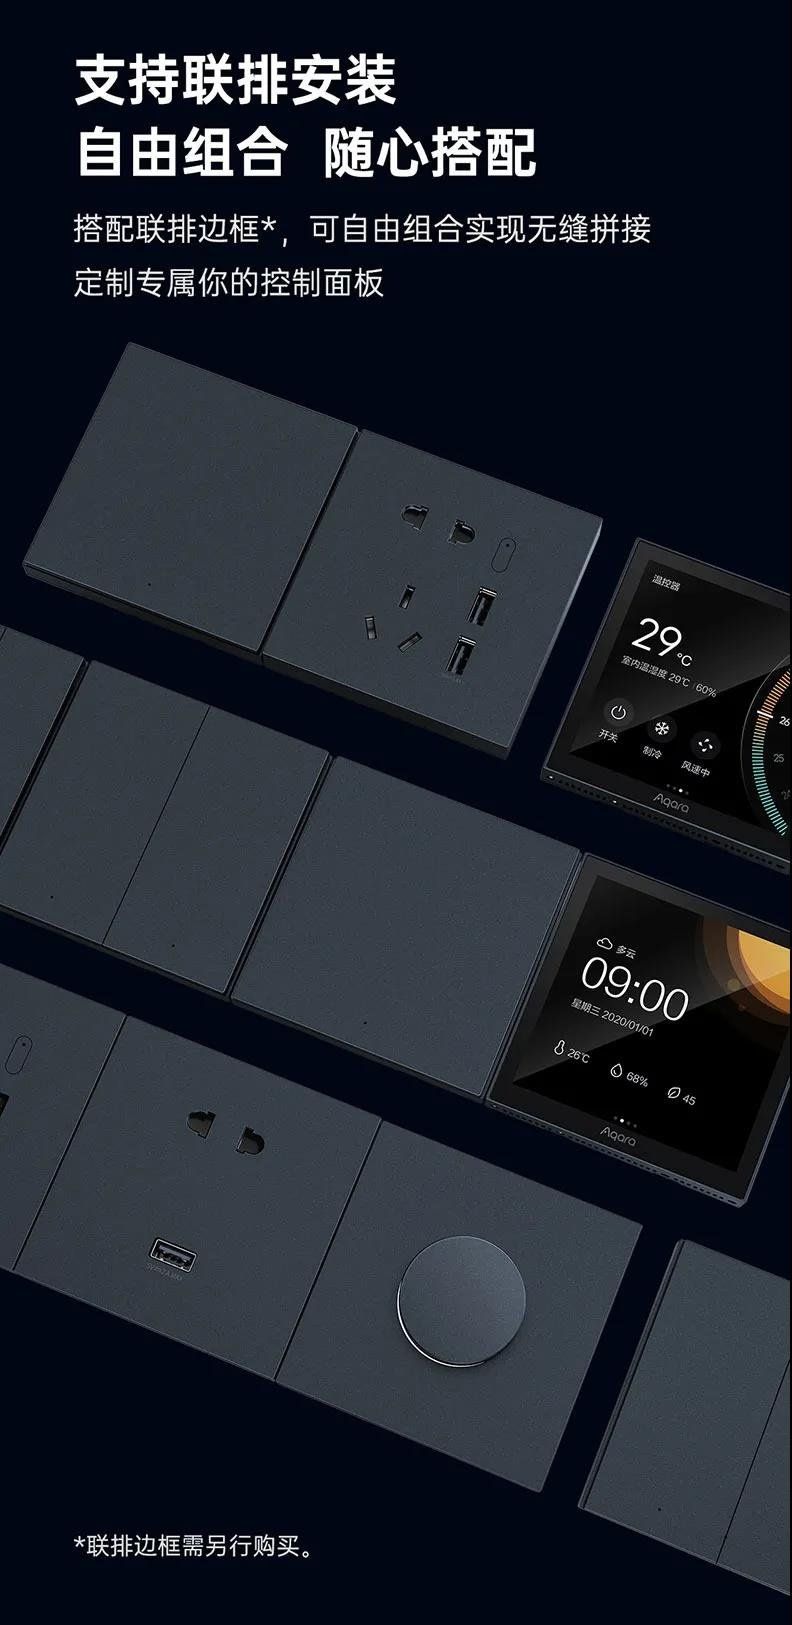 支持联排安装
自由组合 随心搭配
搭配联排边框*，可自由组合实现无缝拼接
定制专属你的控制面板
温控器
29℃
室内温湿度 29℃ 60%
开关
制冷
风速中
26
25
Aqara
多云
09:00
星期三 2020/01/01
26℃
68%
45
Aqara
*联排边框需另行购买。